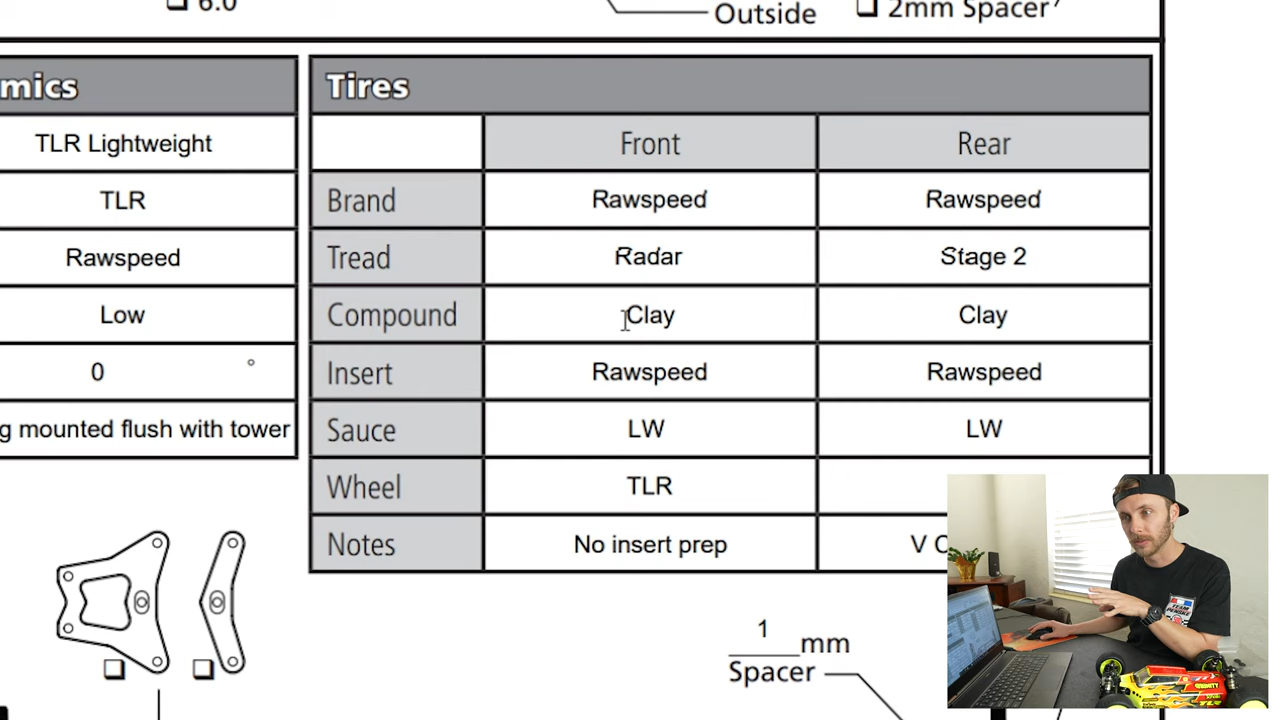 6.0
Outside
2mm Spacer
mics
Tires
TLR Lightweight
Front
Rear
TLR
Brand
Rawspeed
Rawspeed
Rawspeed
Tread
Radar
Stage 2
Low
Compound
Clay
Clay
0 °
Insert
Rawspeed
Rawspeed
g mounted flush with tower
Sauce
LW
LW
Wheel
TLR
Notes
No insert prep
V
1
mm
Spacer
TEAM
PENSKE